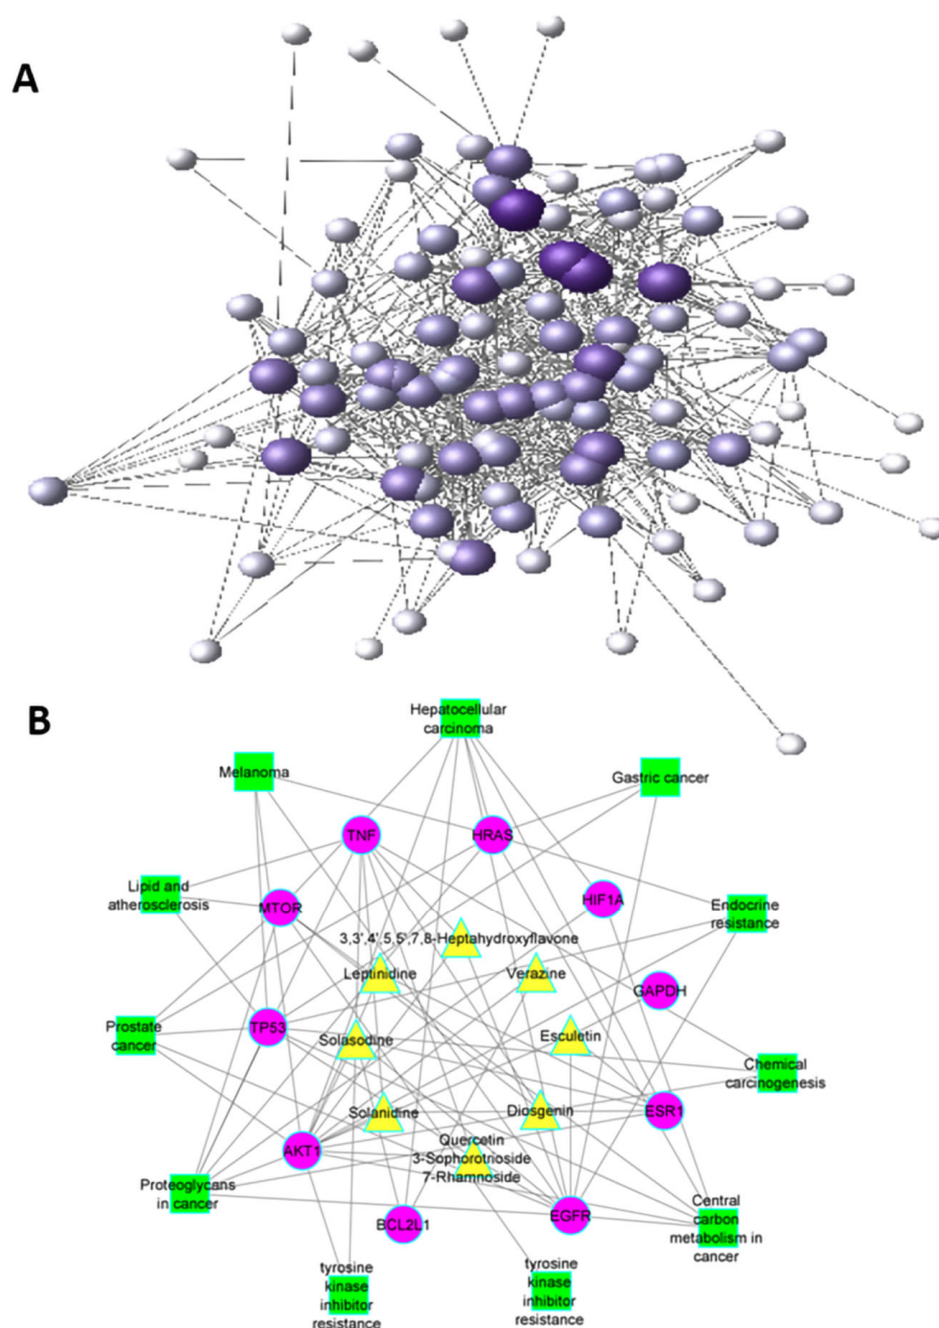 A
B
Hepatocellular
carcinoma
Melanoma
Gastric cancer
TNF
HRAS
Lipid and
atherosclerosis
MTOR
HIF1A
Endocrine
resistance
3,3',4',5,5',7,8-Heptahydroxyflavone
Leptinidine
Verazine
GAPDH
Prostate
cancer
TP53
Solasodine
Esculetin
Chemical
carcinogenesis
Solanidine
Diosgenin
ESR1
AKT1
Quercetin
3-Sophorotrioside
7-Rhamnoside
Proteoglycans
in cancer
BCL2L1
EGFR
Central
carbon
metabolism in
cancer
tyrosine
kinase
inhibitor
resistance
tyrosine
kinase
inhibitor
resistance